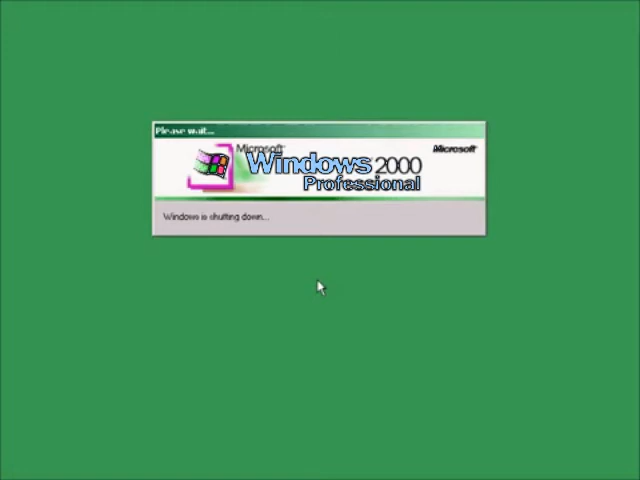 Please wait...
Microsoft
Microsoft
Windows 2000
Professional
Windows is shutting down...